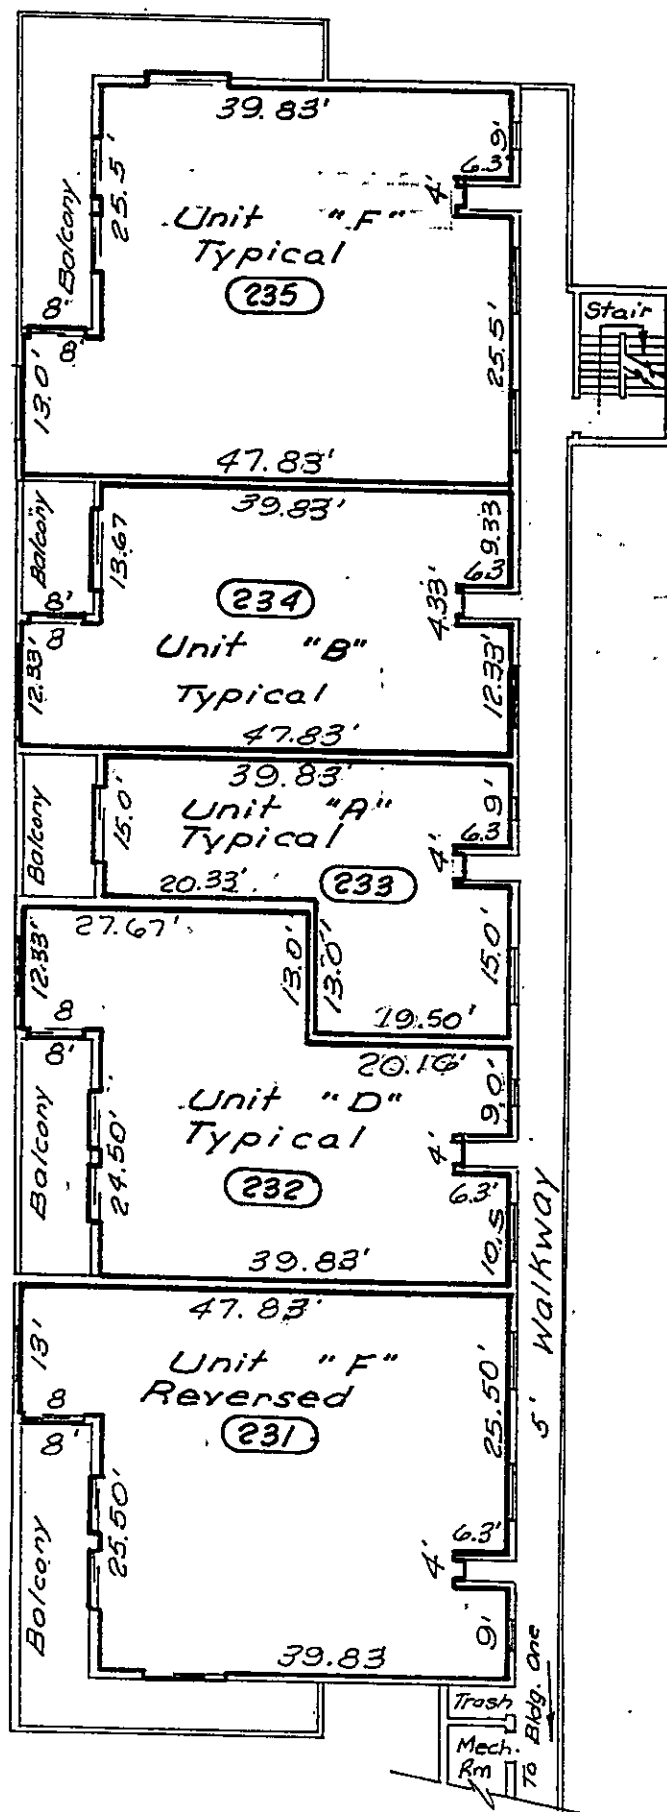 39.83'
9'
6.3'
4'
25.5'
Balcony
Unit "F"
Typical
235
8'
8'
13.0'
25.5'
Stair
47.83'
39.83'
Balcony
13.67
9.33
6.3
4.33'
234
8'
8
Unit "B"
12.33'
Typical
12.33'
47.83'
39.83'
Balcony
15.0'
Unit "A"
Typical
9'
6.3
4'
20.33'
233
15.0'
27.67'
12.33'
13.0'
13.0'
19.50'
8
8'
20.16'
Unit "D"
Typical
9.0'
4'
6.3'
Balcony
24.50'
232
10.5
39.83'
Walkway
5'
47.83'
13'
Unit "F"
Reversed
231
25.50'
8
8'
Balcony
25.50'
6.3'
4'
9'
39.83
Trash
Mech.
Rm
To Bldg. One